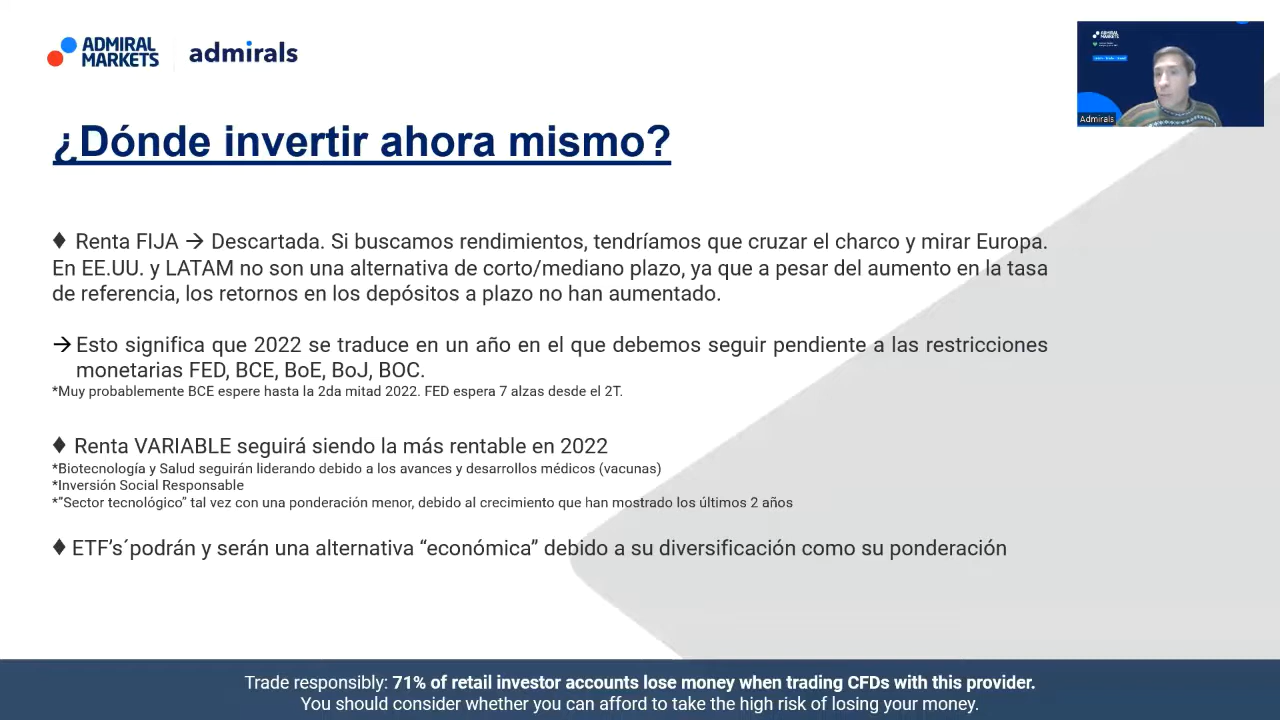 ADMIRAL
MARKETS
admirals
ADMIRAL
MARKETS
Admirals
¿Dónde invertir ahora mismo?
♦ Renta FIJA → Descartada. Si buscamos rendimientos, tendríamos que cruzar el charco y mirar Europa.
En EE.UU. y LATAM no son una alternativa de corto/mediano plazo, ya que a pesar del aumento en la tasa
de referencia, los retornos en los depósitos a plazo no han aumentado.
→ Esto significa que 2022 se traduce en un año en el que debemos seguir pendiente a las restricciones
monetarias FED, BCE, BoE, BoJ, BOC.
*Muy probablemente BCE espere hasta la 2da mitad 2022. FED espera 7 alzas desde el 2T.
♦ Renta VARIABLE seguirá siendo la más rentable en 2022
*Biotecnología y Salud seguirán liderando debido a los avances y desarrollos médicos (vacunas)
*Inversión Social Responsable
*”Sector tecnológico” tal vez con una ponderación menor, debido al crecimiento que han mostrado los últimos 2 años
♦ ETF’s´podrán y serán una alternativa “económica” debido a su diversificación como su ponderación
Trade responsibly: 71% of retail investor accounts lose money when trading CFDs with this provider.
You should consider whether you can afford to take the high risk of losing your money.